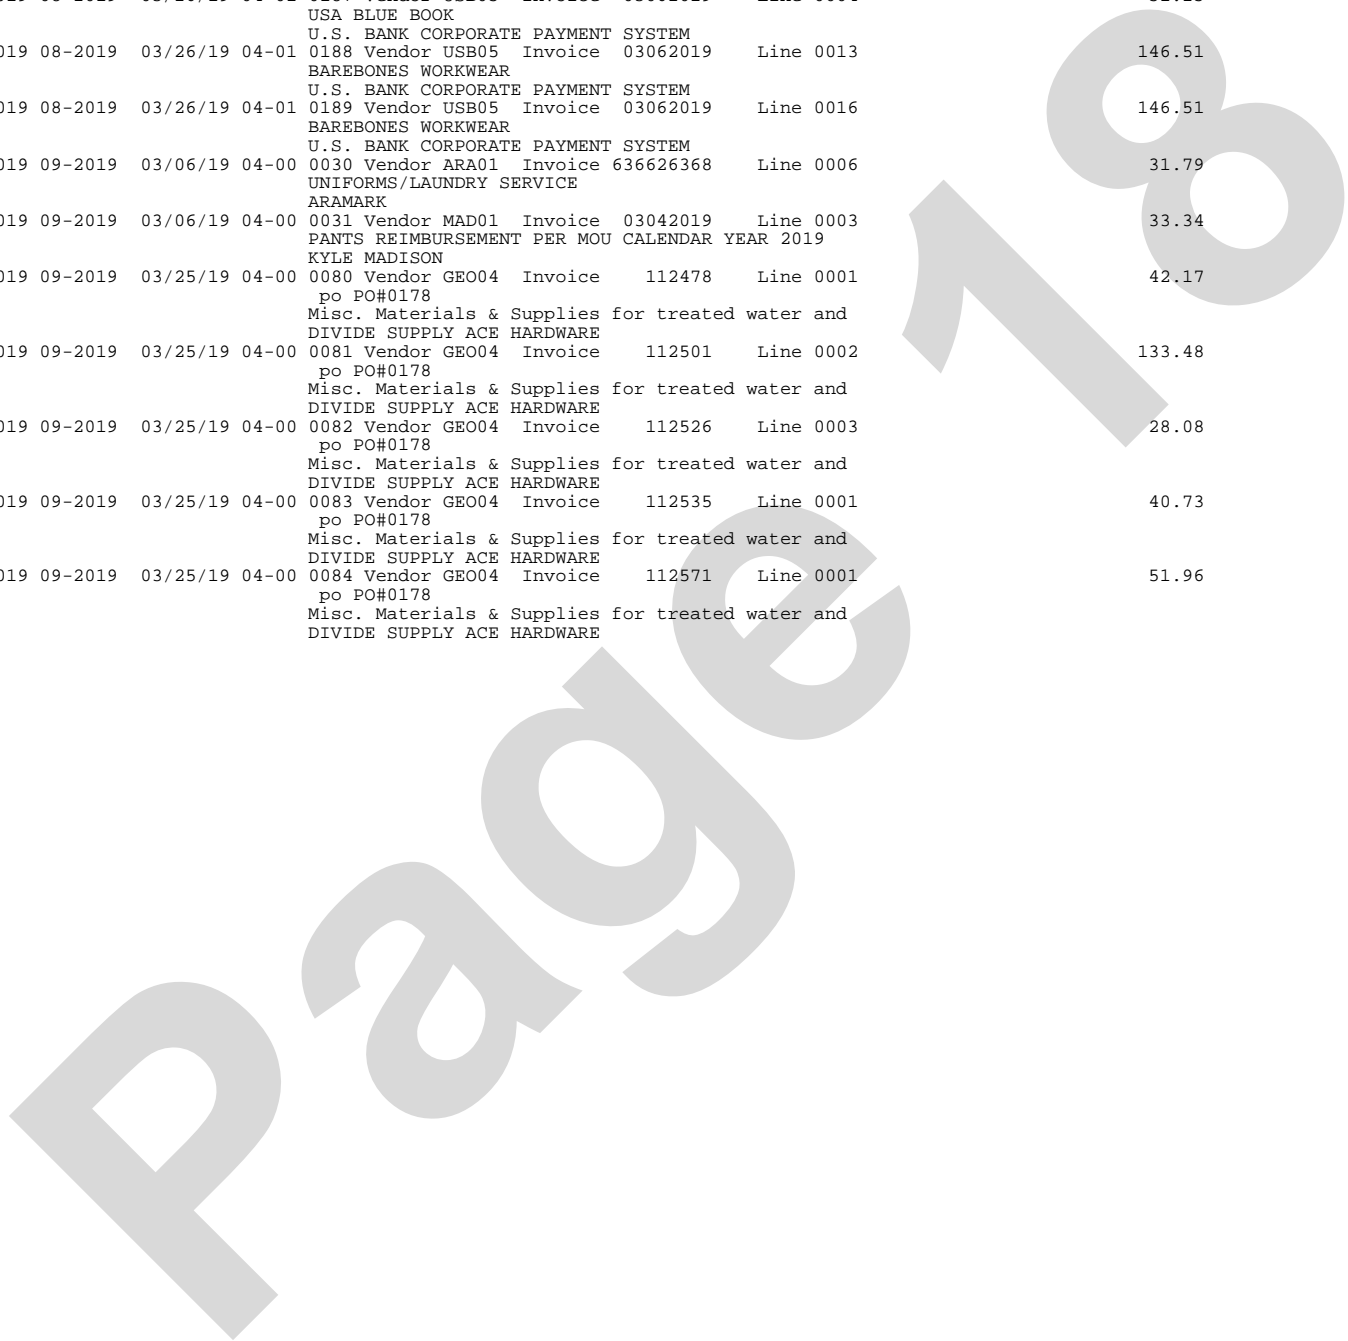 USA BLUE BOOK
U.S. BANK CORPORATE PAYMENT SYSTEM
019 08-2019 03/26/19 04-01 0188 Vendor USB05 Invoice 03062019 Line 0013 146.51
BAREBONES WORKWEAR
U.S. BANK CORPORATE PAYMENT SYSTEM
019 08-2019 03/26/19 04-01 0189 Vendor USB05 Invoice 03062019 Line 0016 146.51
BAREBONES WORKWEAR
U.S. BANK CORPORATE PAYMENT SYSTEM
019 09-2019 03/06/19 04-00 0030 Vendor ARA01 Invoice 636626368 Line 0006 31.79
UNIFORMS/LAUNDRY SERVICE
ARAMARK
019 09-2019 03/06/19 04-00 0031 Vendor MAD01 Invoice 03042019 Line 0003 33.34
PANTS REIMBURSEMENT PER MOU CALENDAR YEAR 2019
KYLE MADISON
019 09-2019 03/25/19 04-00 0080 Vendor GEO04 Invoice 112478 Line 0001 42.17
po PO#0178
Misc. Materials & Supplies for treated water and
DIVIDE SUPPLY ACE HARDWARE
019 09-2019 03/25/19 04-00 0081 Vendor GEO04 Invoice 112501 Line 0002 133.48
po PO#0178
Misc. Materials & Supplies for treated water and
DIVIDE SUPPLY ACE HARDWARE
019 09-2019 03/25/19 04-00 0082 Vendor GEO04 Invoice 112526 Line 0003 28.08
po PO#0178
Misc. Materials & Supplies for treated water and
DIVIDE SUPPLY ACE HARDWARE
019 09-2019 03/25/19 04-00 0083 Vendor GEO04 Invoice 112535 Line 0001 40.73
po PO#0178
Misc. Materials & Supplies for treated water and
DIVIDE SUPPLY ACE HARDWARE
019 09-2019 03/25/19 04-00 0084 Vendor GEO04 Invoice 112571 Line 0001 51.96
po PO#0178
Misc. Materials & Supplies for treated water and
DIVIDE SUPPLY ACE HARDWARE
Page 18